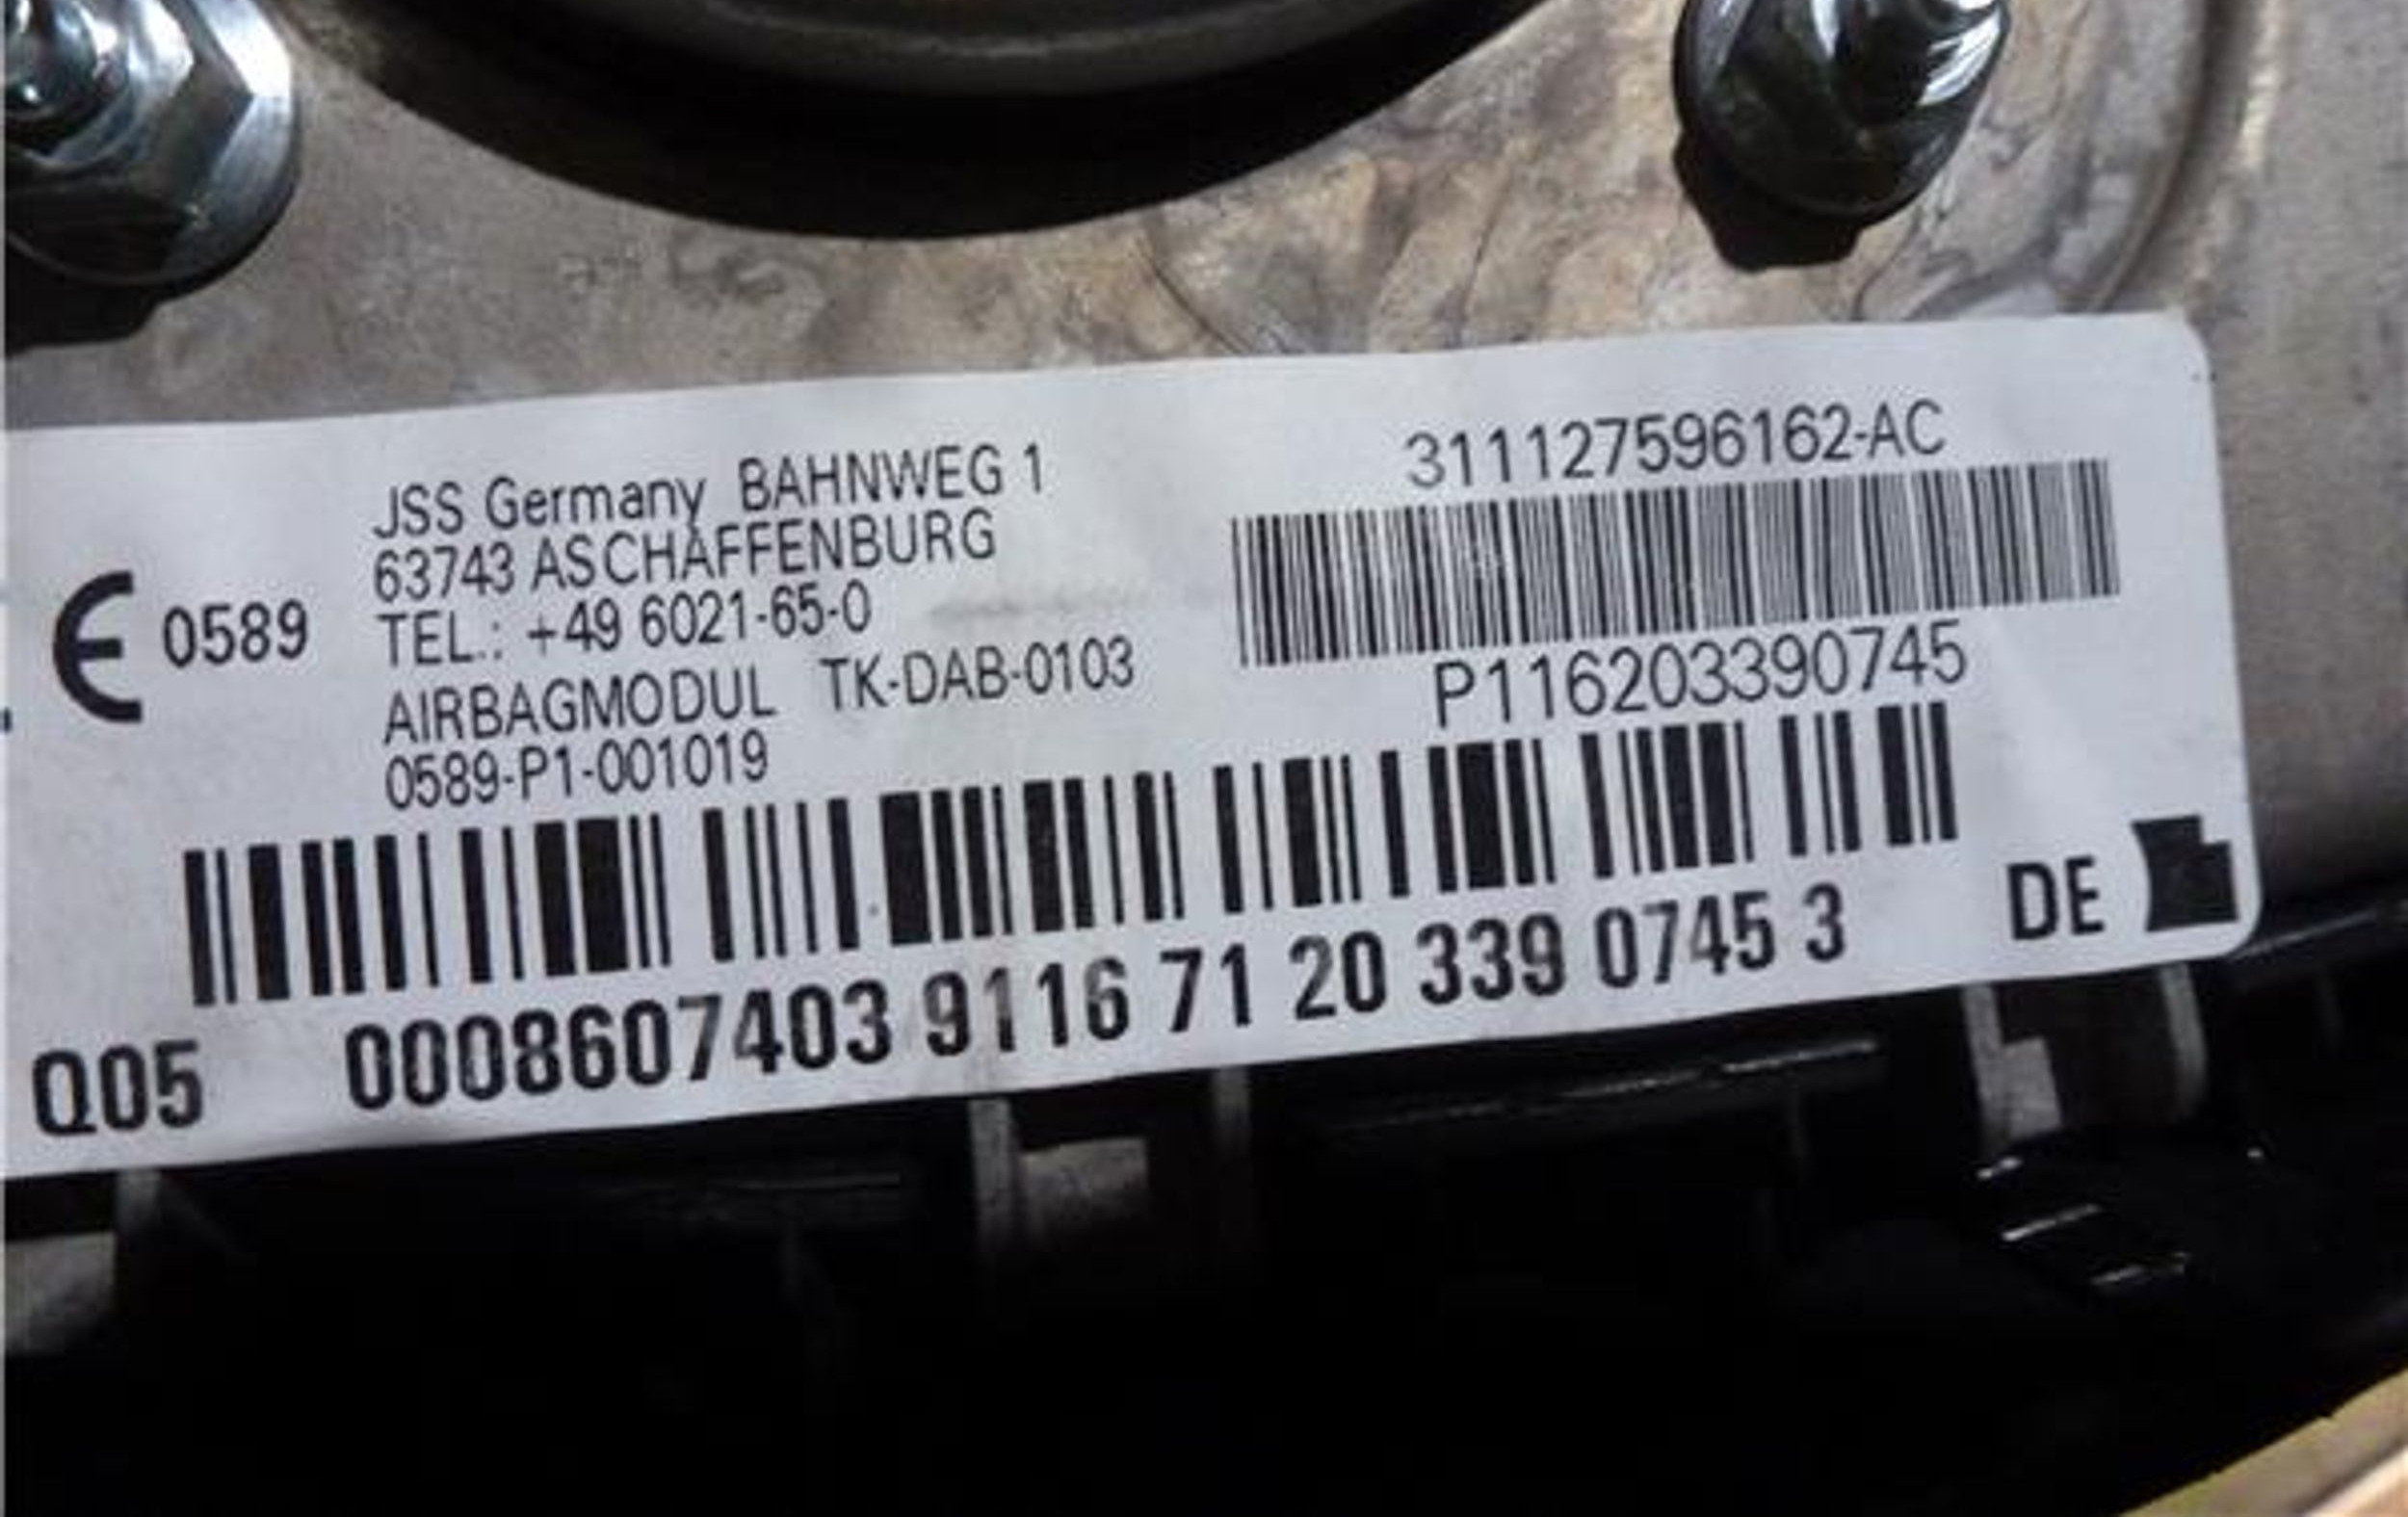 CE 0589
JSS Germany BAHNWEG 1
63743 ASCHAFFENBURG
TEL.: +49 6021-65-0
AIRBAGMODUL TK-DAB-0103
0589-P1-001019
311127596162-AC
P116203390745
Q05 0008607403 9116 71 20 339 0745 3
DE